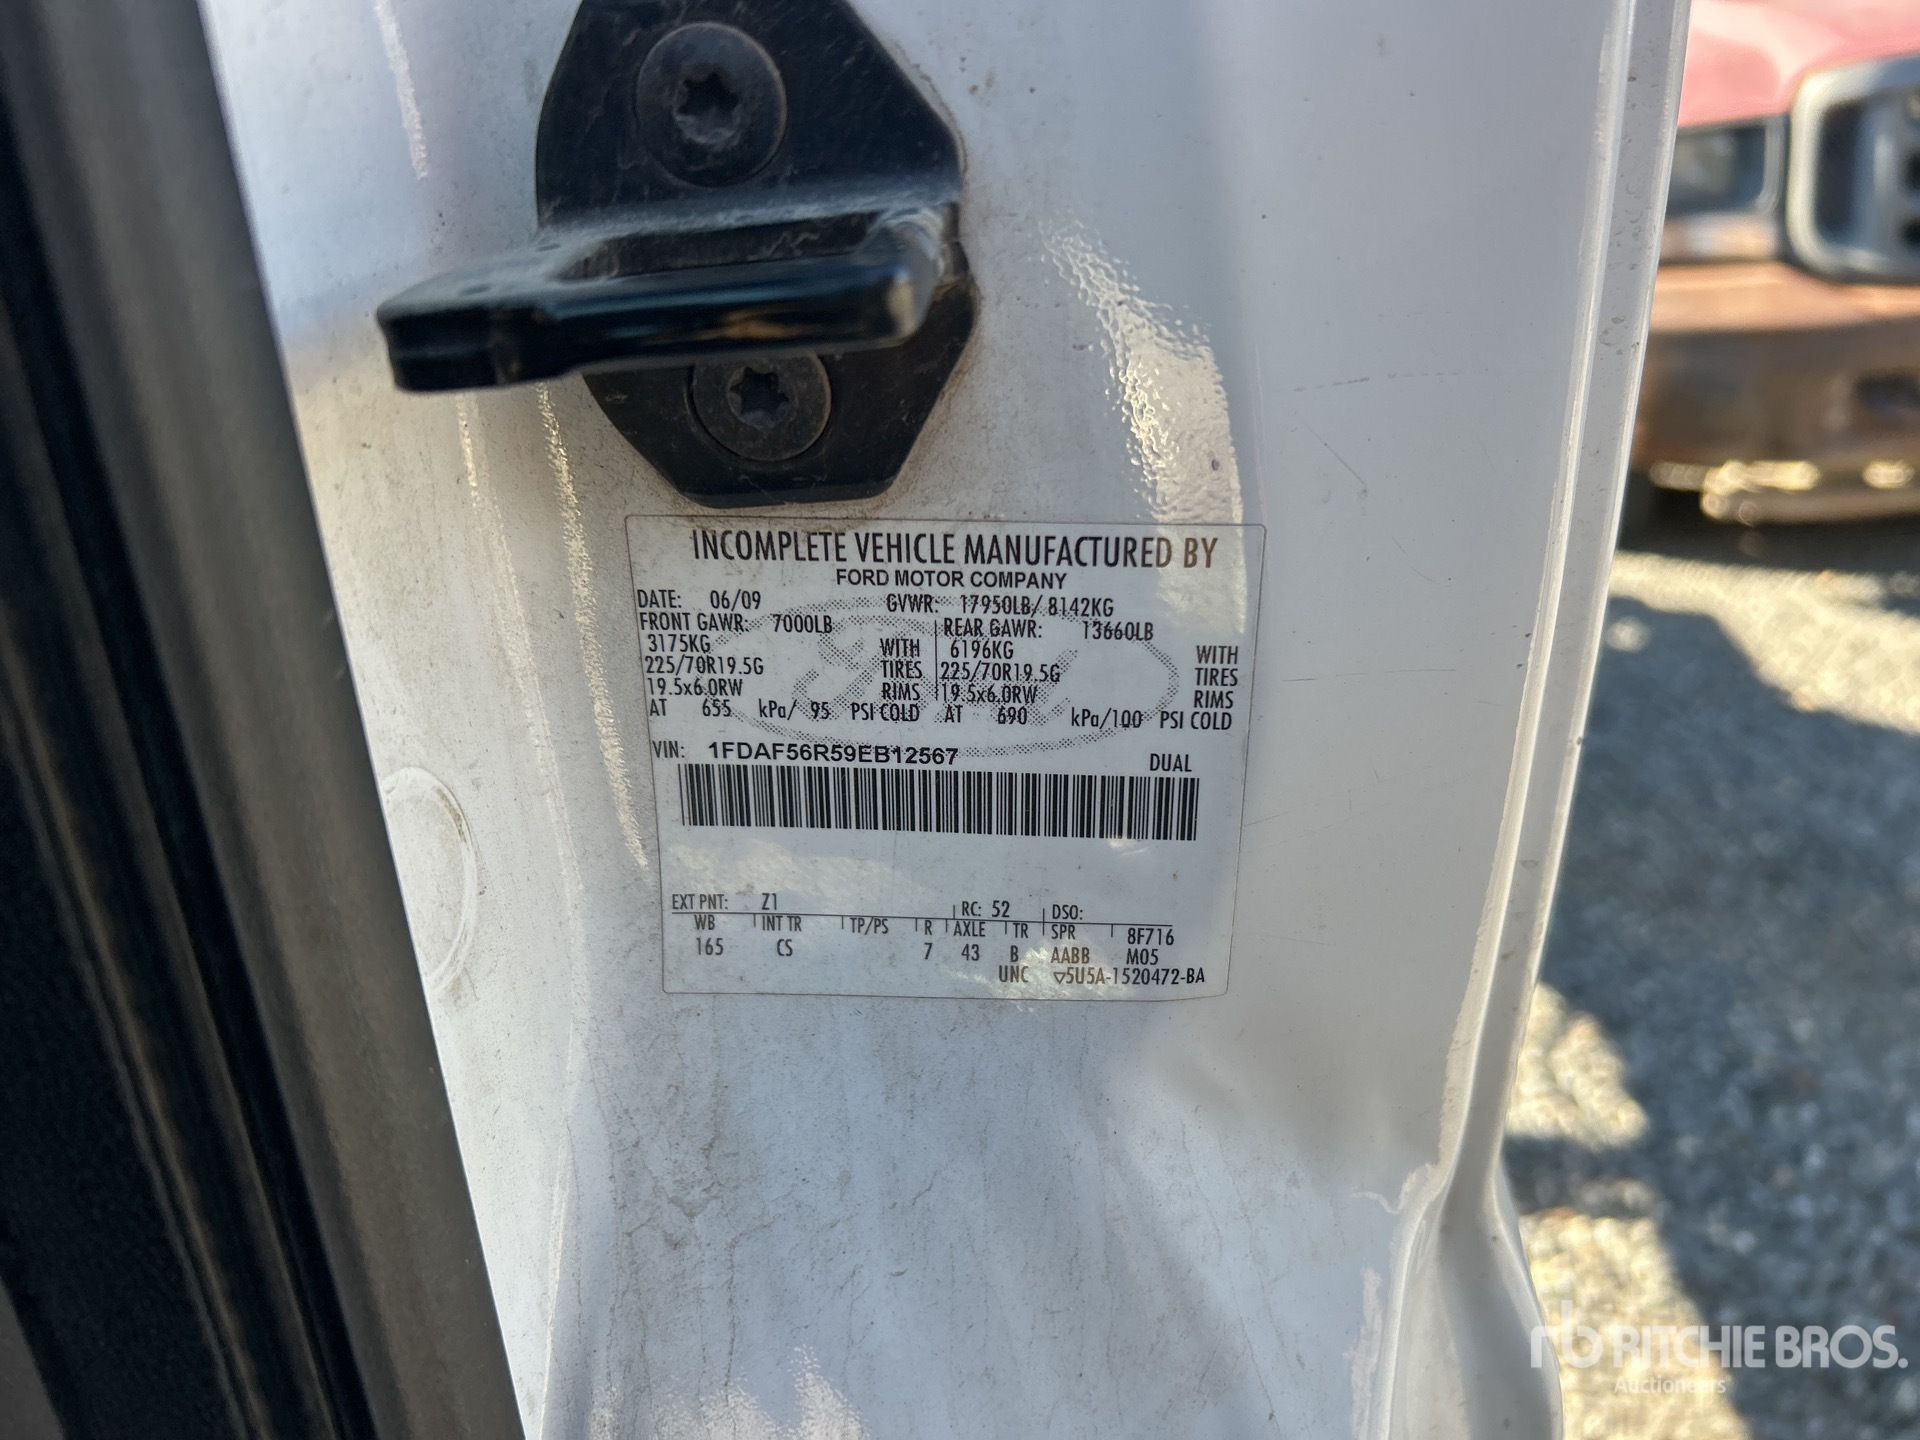 INCOMPLETE VEHICLE MANUFACTURED BY
FORD MOTOR COMPANY
DATE: 06/09 GVWR: 17950LB/ 8142KG
FRONT GAWR: 7000LB REAR GAWR: 13660LB
3175KG WITH 6196KG WITH
225/70R19.5G TIRES 225/70R19.5G TIRES
19.5x6.0RW RIMS 19.5x6.0RW RIMS
AT 655 kPa/ 95 PSI COLD AT 690 kPa/100 PSI COLD
VIN: 1FDAF56R59EB12567 DUAL
EXT PNT: Z1 RC: 52 DSO:
WB INT TR TP/PS R AXLE TR SPR 8F716
165 CS 7 43 B AABB M05
UNC ▽5U5A-1520472-BA
rb RITCHIE BROS.
Auctioneers